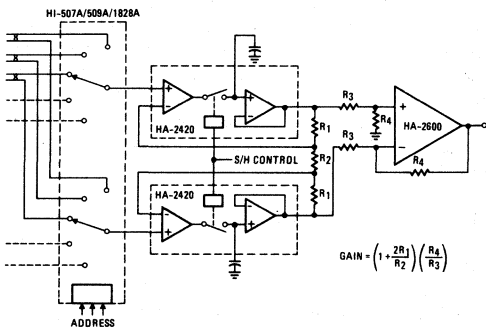 HI-507A/509A/1828A
HA-2420
S/H CONTROL
HA-2420
R1
R2
R1
R3
R3
R4
+
−
HA-2600
R4
GAIN = (1 + 2R1/R2) (R4/R3)
ADDRESS